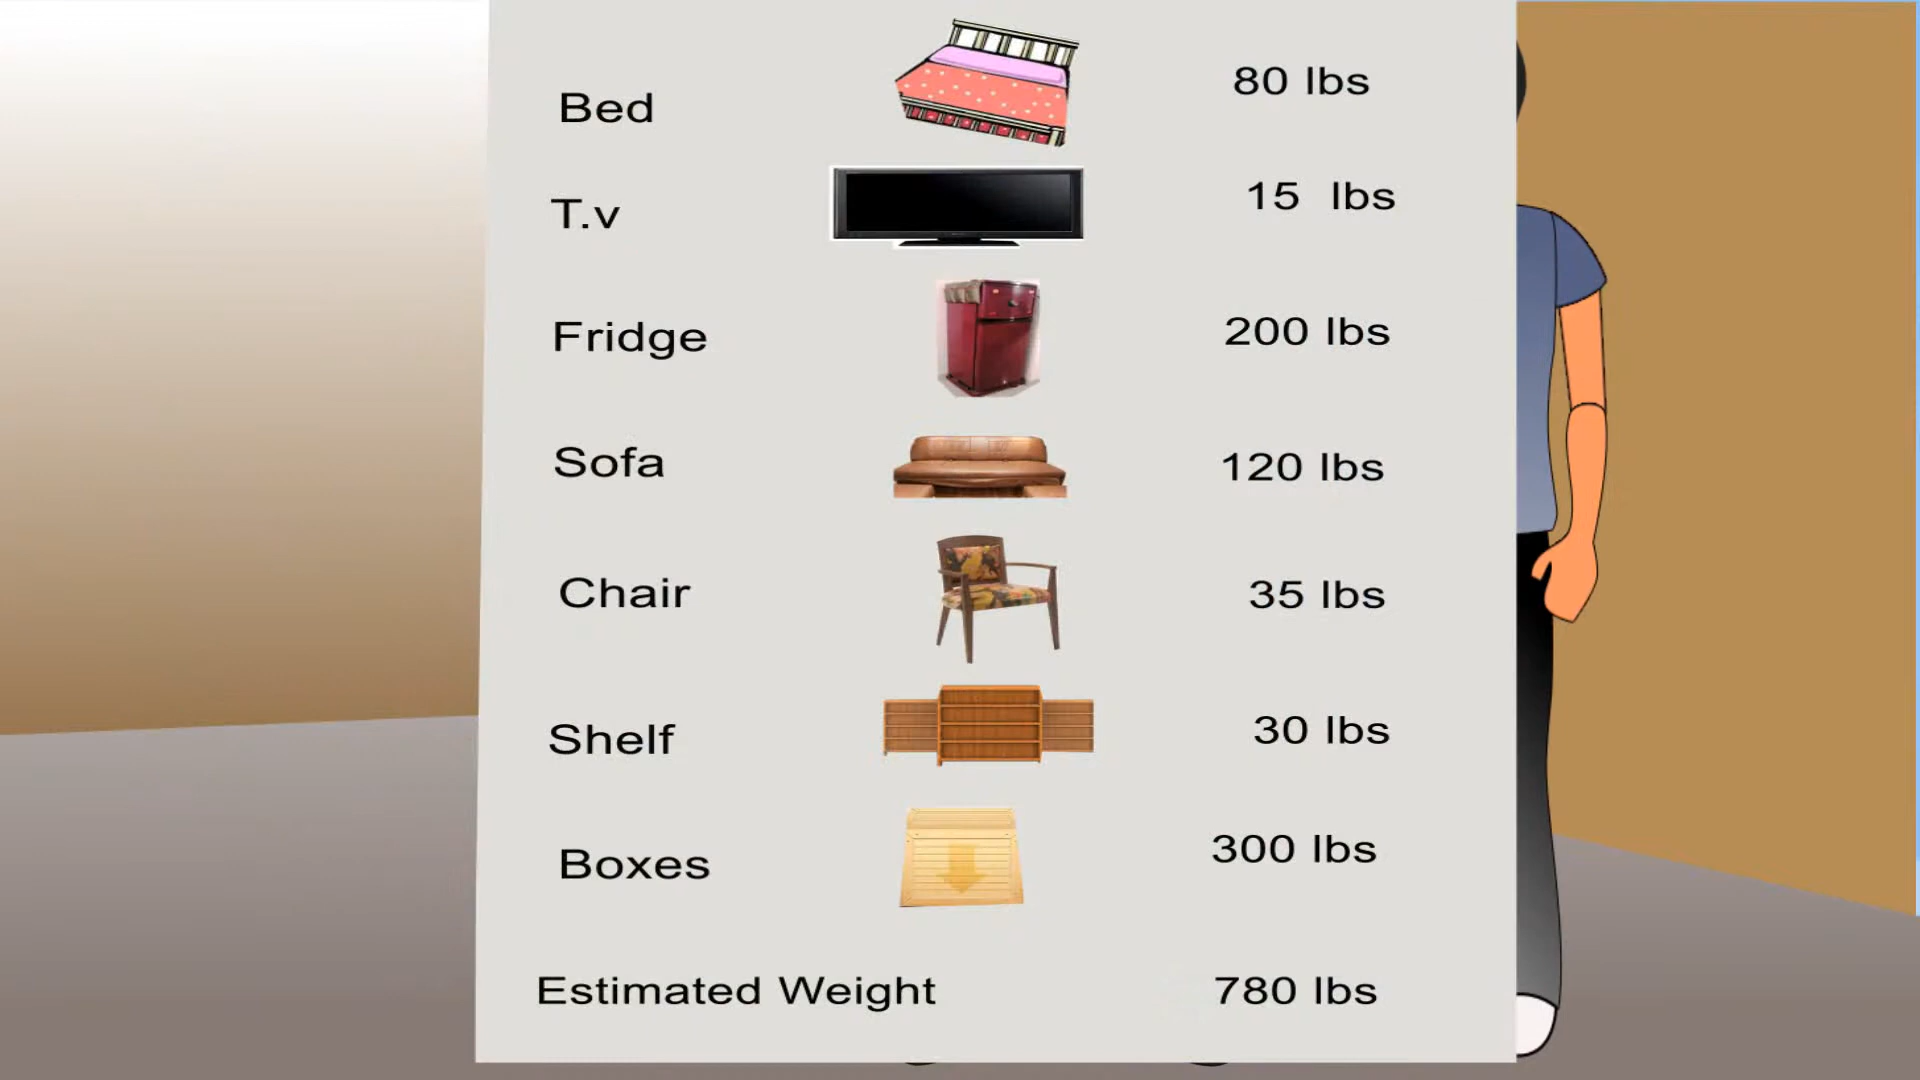 Bed 80 lbs
T.v 15 lbs
Fridge 200 lbs
Sofa 120 lbs
Chair 35 lbs
Shelf 30 lbs
Boxes 300 lbs
Estimated Weight 780 lbs